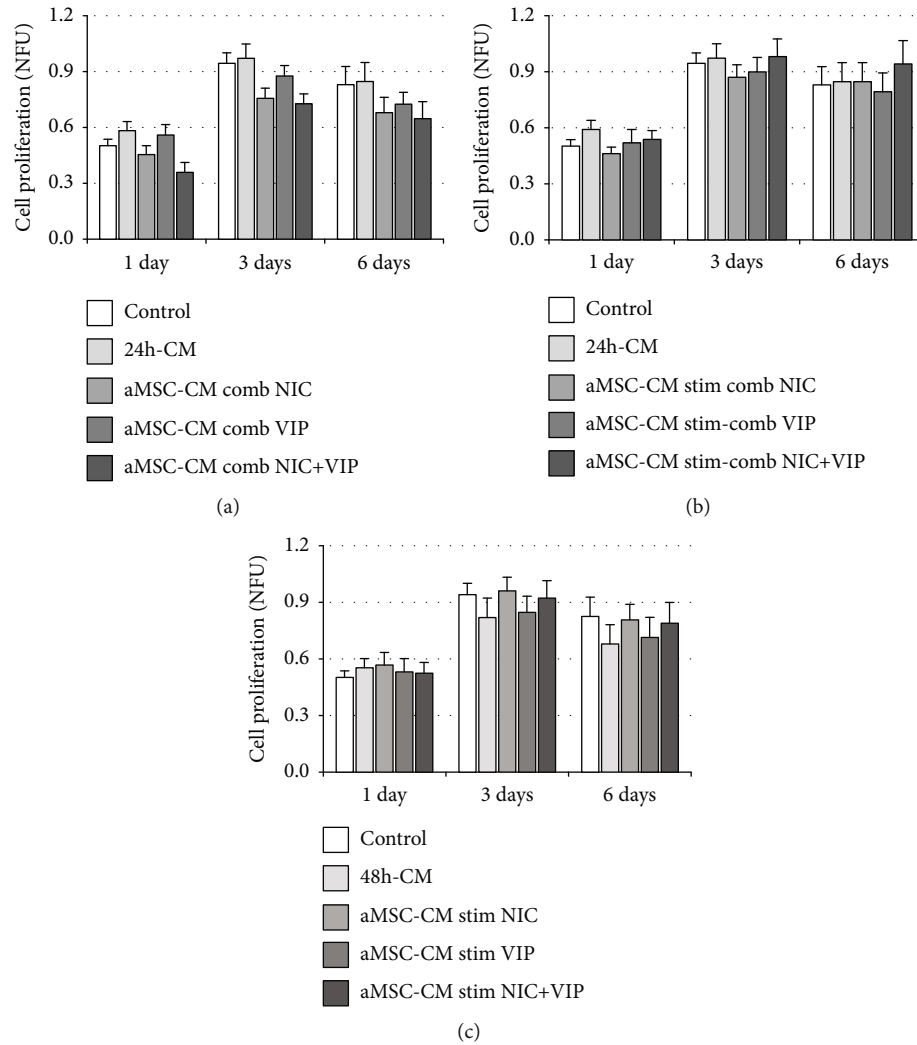 Cell proliferation (NFU)
1.2
0.9
0.6
0.3
0.0
1 day 3 days 6 days
Control
24h-CM
aMSC-CM comb NIC
aMSC-CM comb VIP
aMSC-CM comb NIC+VIP
(a)
Cell proliferation (NFU)
1.2
0.9
0.6
0.3
0.0
1 day 3 days 6 days
Control
24h-CM
aMSC-CM stim comb NIC
aMSC-CM stim-comb VIP
aMSC-CM stim-comb NIC+VIP
(b)
Cell proliferation (NFU)
1.2
0.9
0.6
0.3
0.0
1 day 3 days 6 days
Control
48h-CM
aMSC-CM stim NIC
aMSC-CM stim VIP
aMSC-CM stim NIC+VIP
(c)